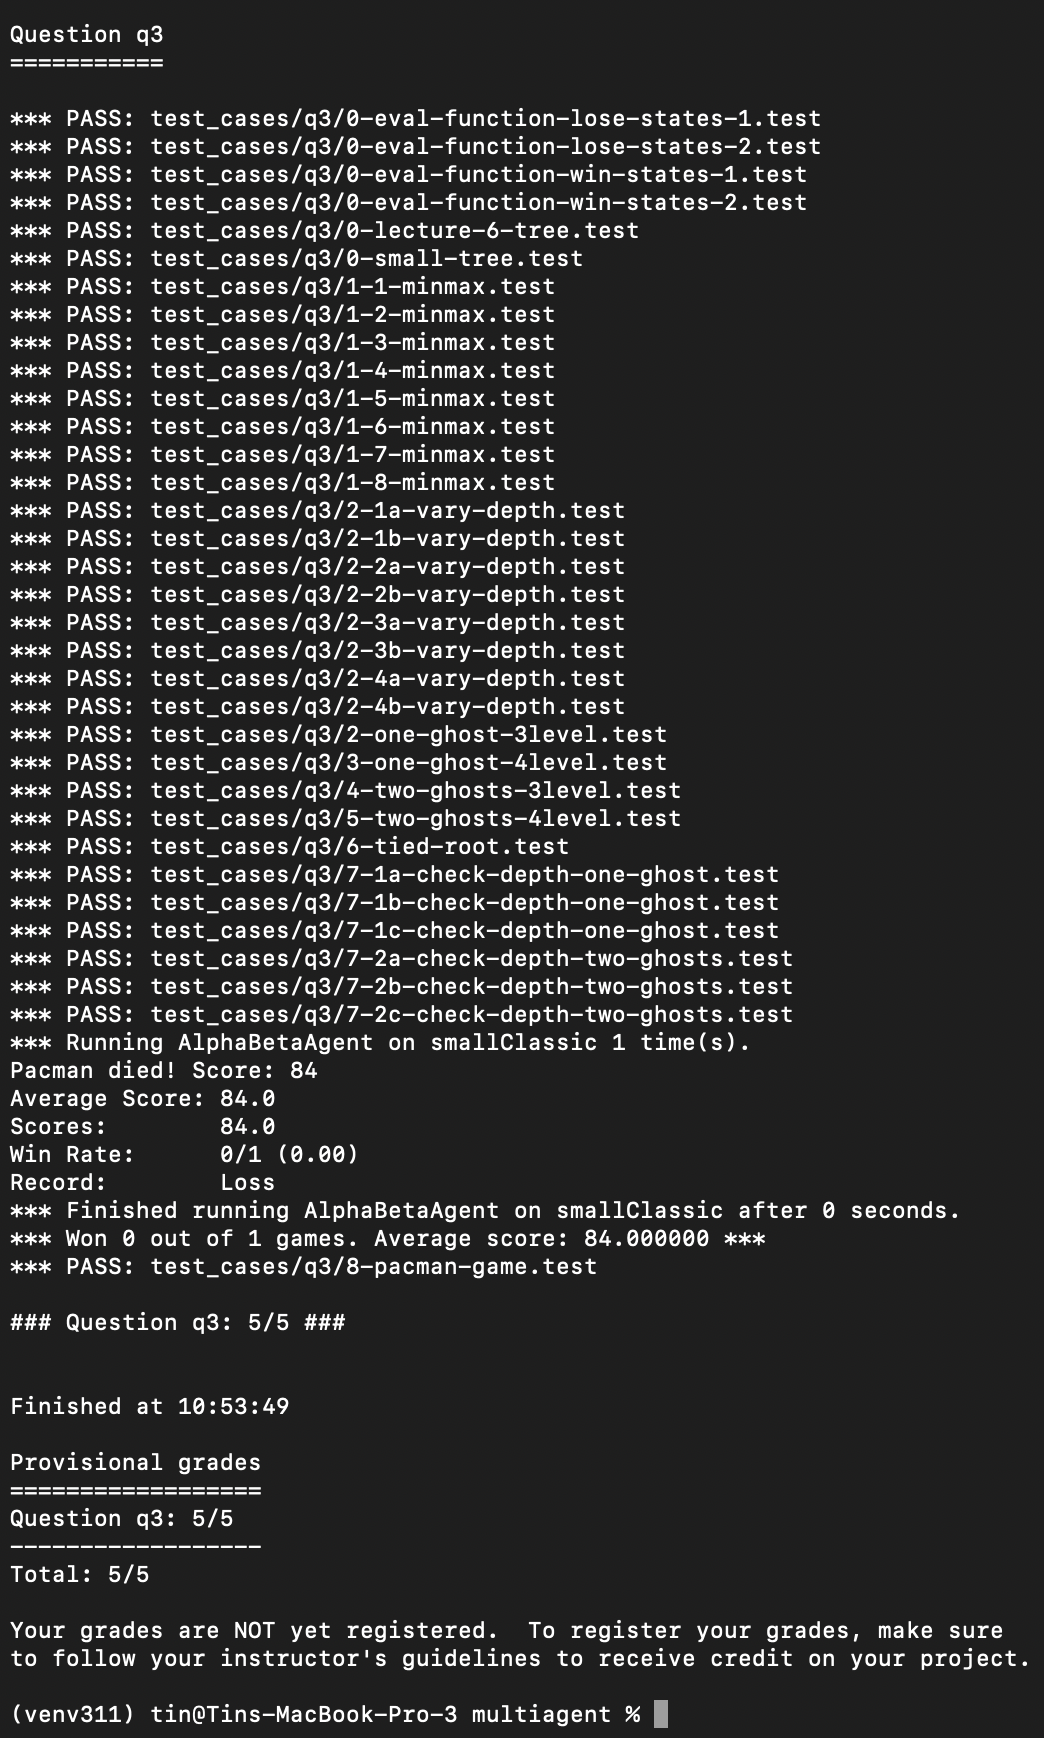 Question q3
===========
*** PASS: test_cases/q3/0-eval-function-lose-states-1.test
*** PASS: test_cases/q3/0-eval-function-lose-states-2.test
*** PASS: test_cases/q3/0-eval-function-win-states-1.test
*** PASS: test_cases/q3/0-eval-function-win-states-2.test
*** PASS: test_cases/q3/0-lecture-6-tree.test
*** PASS: test_cases/q3/0-small-tree.test
*** PASS: test_cases/q3/1-1-minmax.test
*** PASS: test_cases/q3/1-2-minmax.test
*** PASS: test_cases/q3/1-3-minmax.test
*** PASS: test_cases/q3/1-4-minmax.test
*** PASS: test_cases/q3/1-5-minmax.test
*** PASS: test_cases/q3/1-6-minmax.test
*** PASS: test_cases/q3/1-7-minmax.test
*** PASS: test_cases/q3/1-8-minmax.test
*** PASS: test_cases/q3/2-1a-vary-depth.test
*** PASS: test_cases/q3/2-1b-vary-depth.test
*** PASS: test_cases/q3/2-2a-vary-depth.test
*** PASS: test_cases/q3/2-2b-vary-depth.test
*** PASS: test_cases/q3/2-3a-vary-depth.test
*** PASS: test_cases/q3/2-3b-vary-depth.test
*** PASS: test_cases/q3/2-4a-vary-depth.test
*** PASS: test_cases/q3/2-4b-vary-depth.test
*** PASS: test_cases/q3/2-one-ghost-3level.test
*** PASS: test_cases/q3/3-one-ghost-4level.test
*** PASS: test_cases/q3/4-two-ghosts-3level.test
*** PASS: test_cases/q3/5-two-ghosts-4level.test
*** PASS: test_cases/q3/6-tied-root.test
*** PASS: test_cases/q3/7-1a-check-depth-one-ghost.test
*** PASS: test_cases/q3/7-1b-check-depth-one-ghost.test
*** PASS: test_cases/q3/7-1c-check-depth-one-ghost.test
*** PASS: test_cases/q3/7-2a-check-depth-two-ghosts.test
*** PASS: test_cases/q3/7-2b-check-depth-two-ghosts.test
*** PASS: test_cases/q3/7-2c-check-depth-two-ghosts.test
*** Running AlphaBetaAgent on smallClassic 1 time(s).
Pacman died! Score: 84
Average Score: 84.0
Scores:        84.0
Win Rate:      0/1 (0.00)
Record:        Loss
*** Finished running AlphaBetaAgent on smallClassic after 0 seconds.
*** Won 0 out of 1 games. Average score: 84.000000 ***
*** PASS: test_cases/q3/8-pacman-game.test
### Question q3: 5/5 ###
Finished at 10:53:49
Provisional grades
==================
Question q3: 5/5
------------------
Total: 5/5
Your grades are NOT yet registered.  To register your grades, make sure
to follow your instructor's guidelines to receive credit on your project.
(venv311) tin@Tins-MacBook-Pro-3 multiagent %